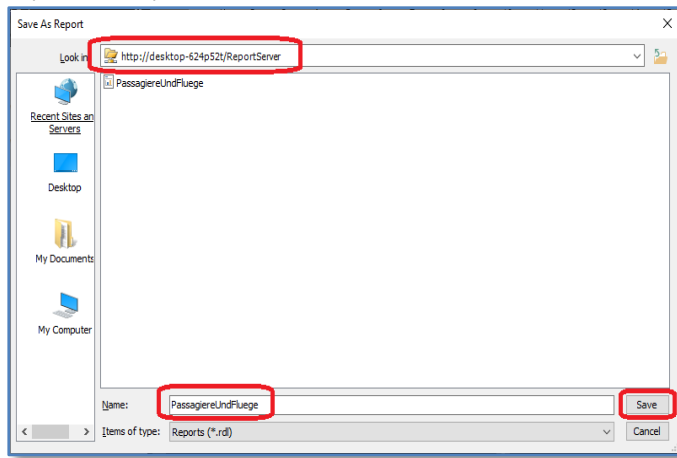 Save As Report
Look in:
http://desktop-624p52t/ReportServer
PassagiereUndFluege
Recent Sites an
Servers
Desktop
My Documents
My Computer
Name:
PassagiereUndFluege
Save
Items of type:
Reports (*.rdl)
Cancel